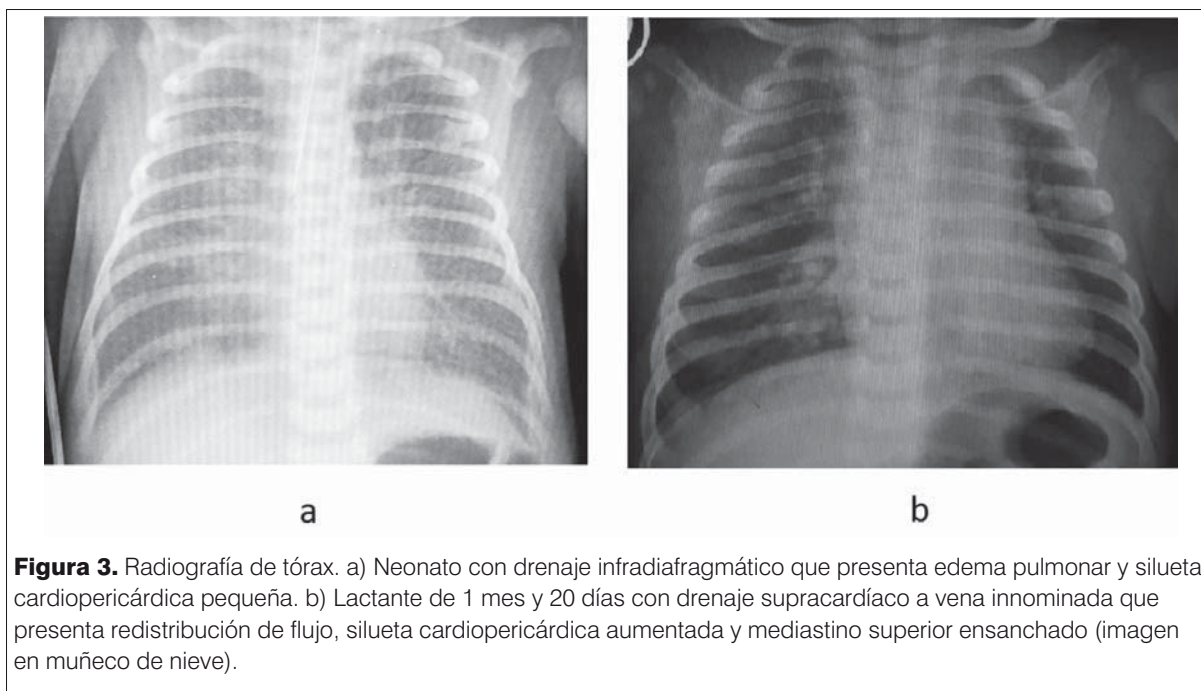 a
b
Figura 3. Radiografía de tórax. a) Neonato con drenaje infradiafragmático que presenta edema pulmonar y silueta
cardiopericárdica pequeña. b) Lactante de 1 mes y 20 días con drenaje supracardíaco a vena innominada que
presenta redistribución de flujo, silueta cardiopericárdica aumentada y mediastino superior ensanchado (imagen
en muñeco de nieve).